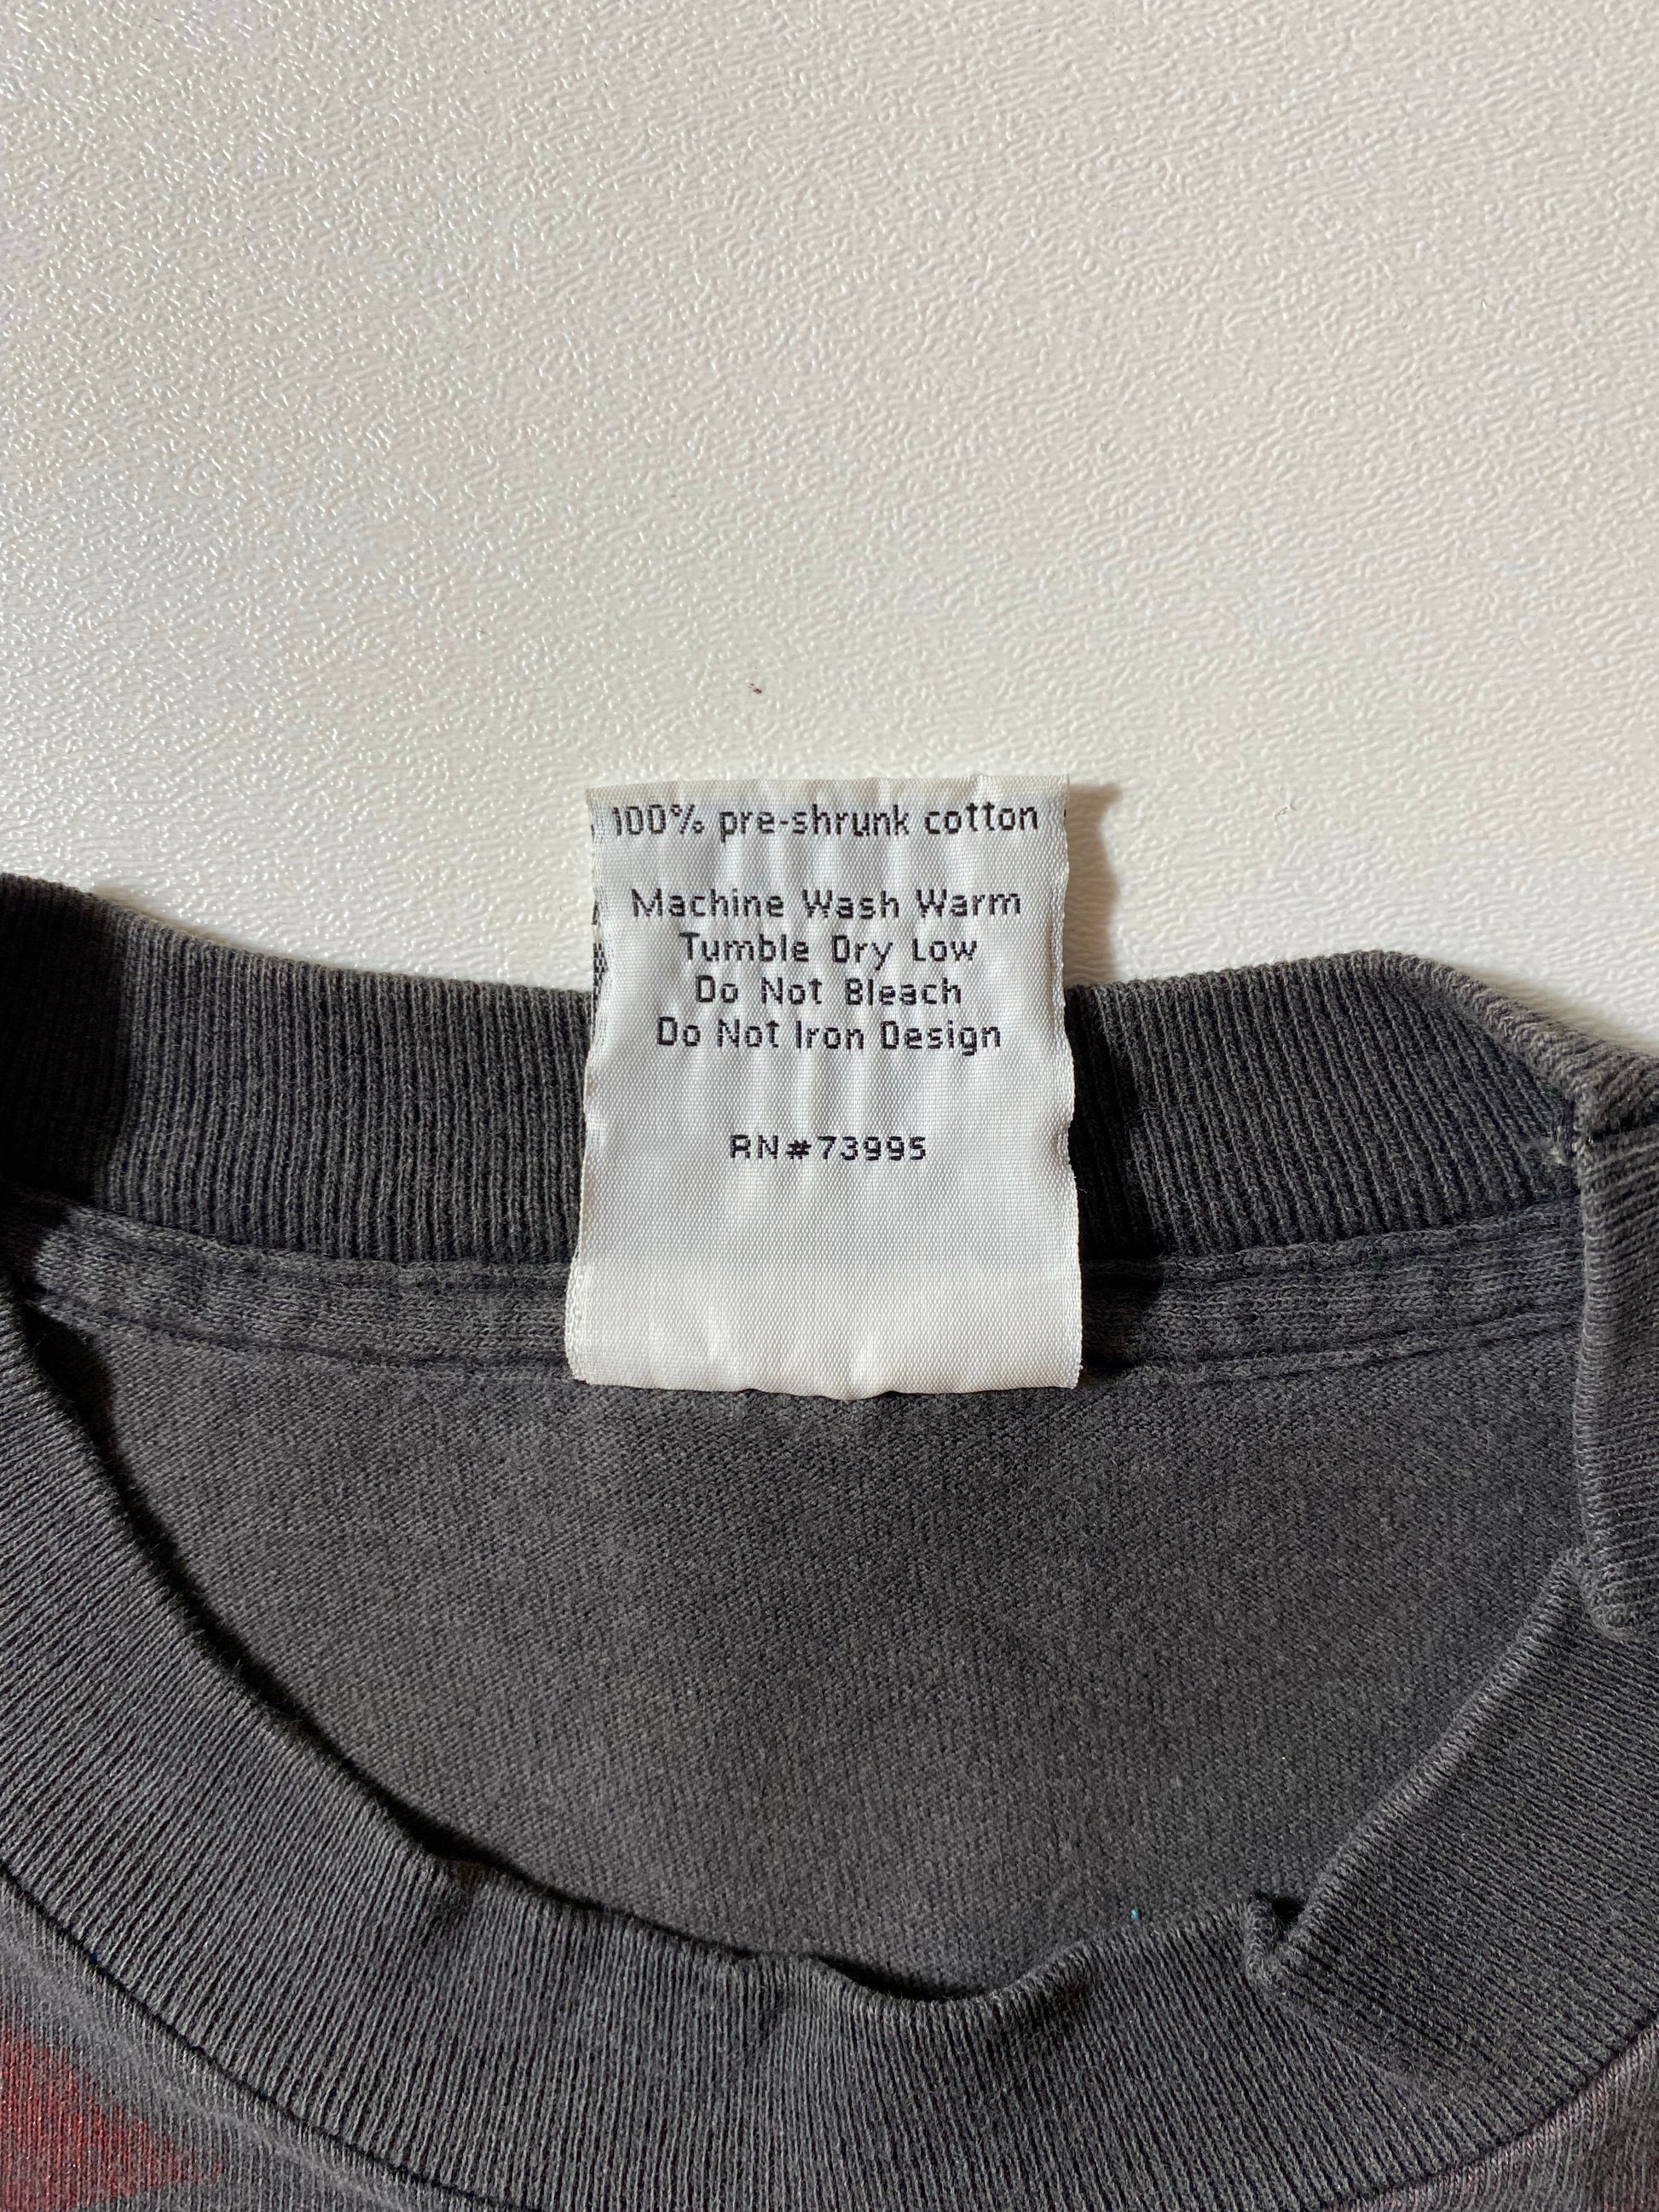 100% pre-shrunk cotton
Machine Wash Warm
Tumble Dry Low
Do Not Bleach
Do Not Iron Design
RN#73995